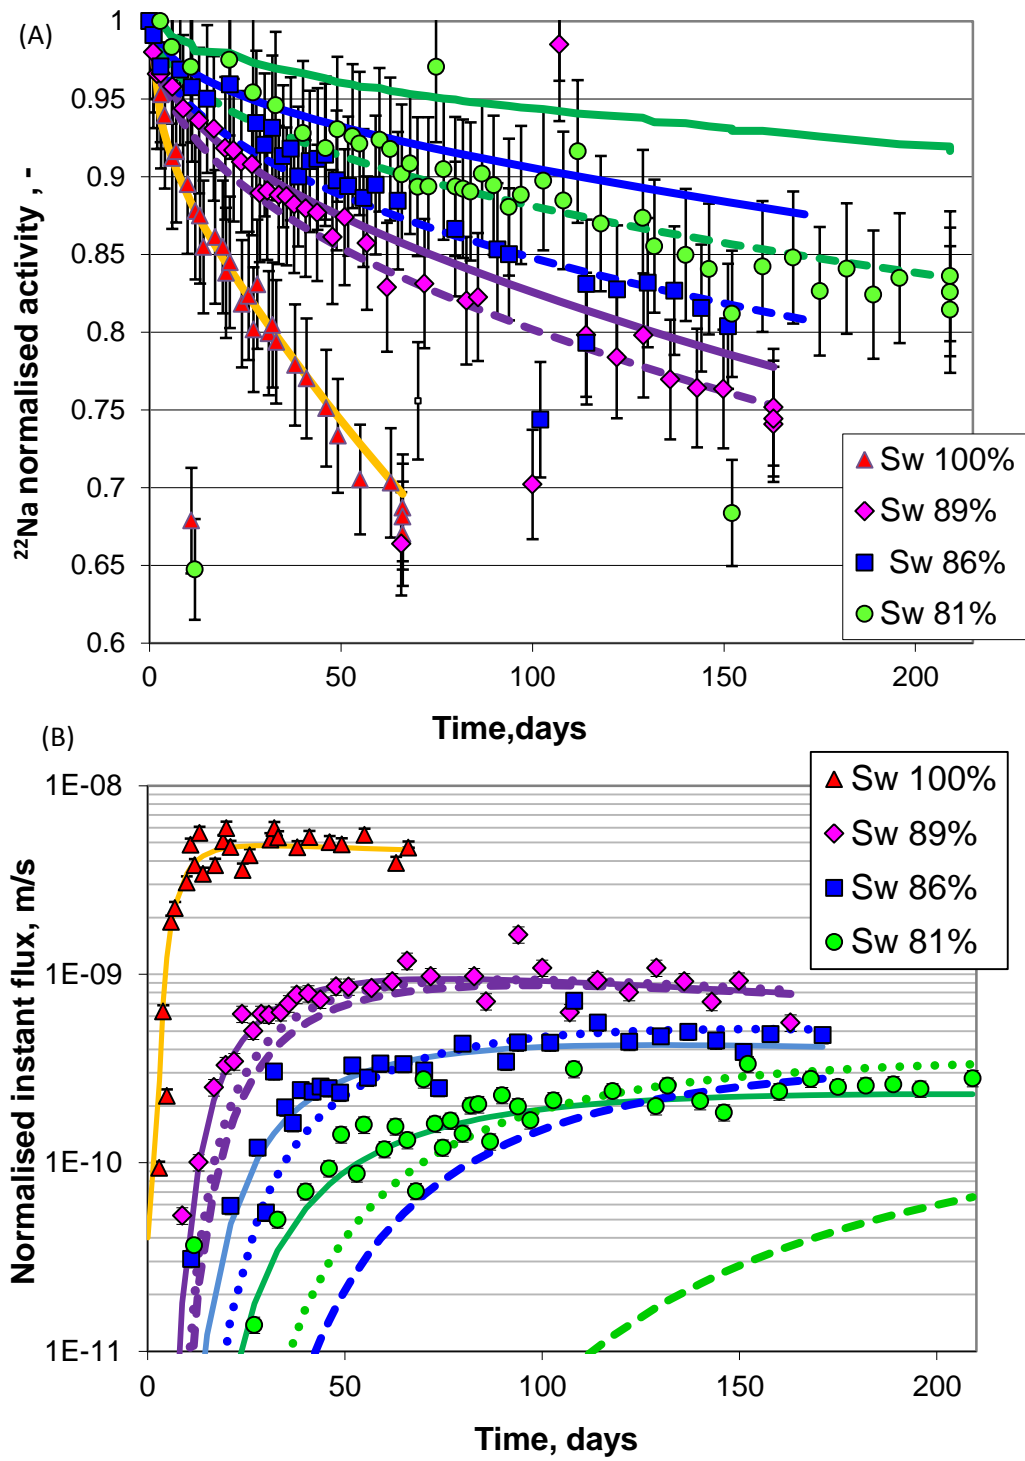 (A)
1
0.95
0.9
0.85
0.8
0.75
0.7
0.65
0.6
²²Na normalised activity , -
0 50 100 150 200
Time,days
Sw 100%
Sw 89%
Sw 86%
Sw 81%
(B)
1E-08
1E-09
1E-10
1E-11
Normalised instant flux, m/s
0 50 100 150 200
Time, days
Sw 100%
Sw 89%
Sw 86%
Sw 81%